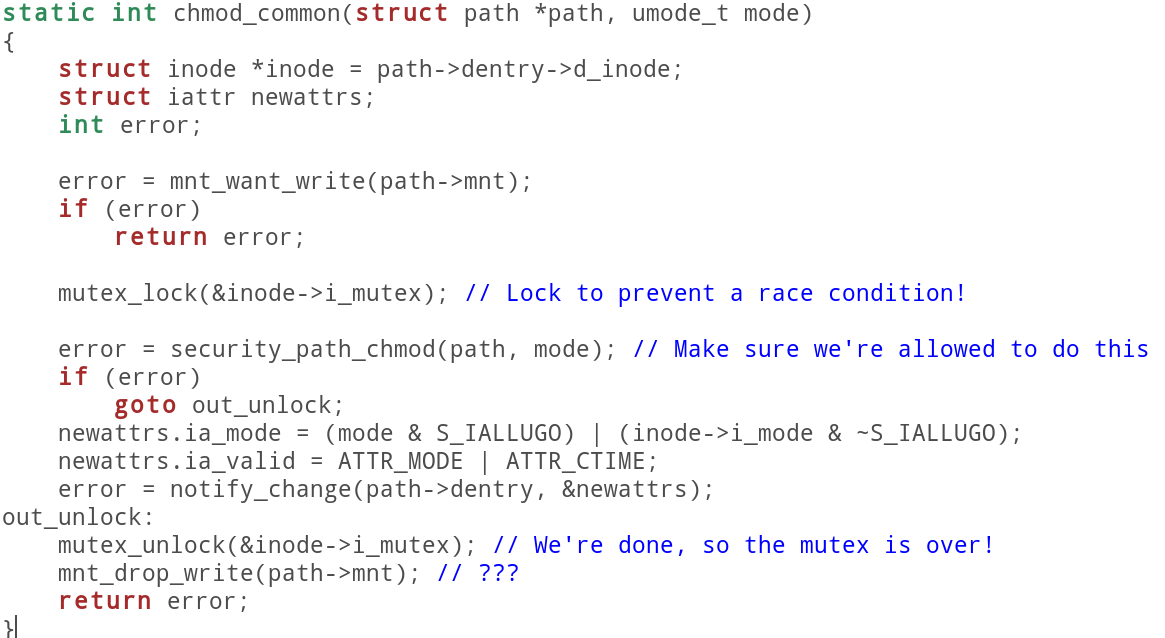 static int chmod_common(struct path *path, umode_t mode)
{
    struct inode *inode = path->dentry->d_inode;
    struct iattr newattrs;
    int error;

    error = mnt_want_write(path->mnt);
    if (error)
        return error;

    mutex_lock(&inode->i_mutex); // Lock to prevent a race condition!

    error = security_path_chmod(path, mode); // Make sure we're allowed to do this
    if (error)
        goto out_unlock;
    newattrs.ia_mode = (mode & S_IALLUGO) | (inode->i_mode & ~S_IALLUGO);
    newattrs.ia_valid = ATTR_MODE | ATTR_CTIME;
    error = notify_change(path->dentry, &newattrs);
out_unlock:
    mutex_unlock(&inode->i_mutex); // We're done, so the mutex is over!
    mnt_drop_write(path->mnt); // ???
    return error;
}